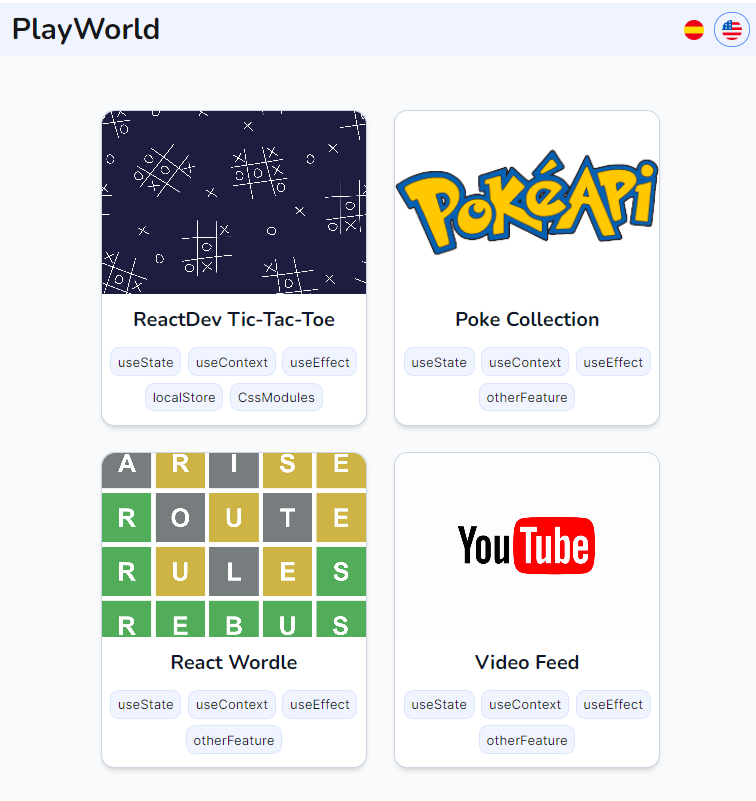 PlayWorld
PokéApi
ReactDev Tic-Tac-Toe
useState useContext useEffect
localStore CssModules
Poke Collection
useState useContext useEffect
otherFeature
A R I S E
R O U T E
R U L E S
R E B U S
React Wordle
useState useContext useEffect
otherFeature
YouTube
Video Feed
useState useContext useEffect
otherFeature